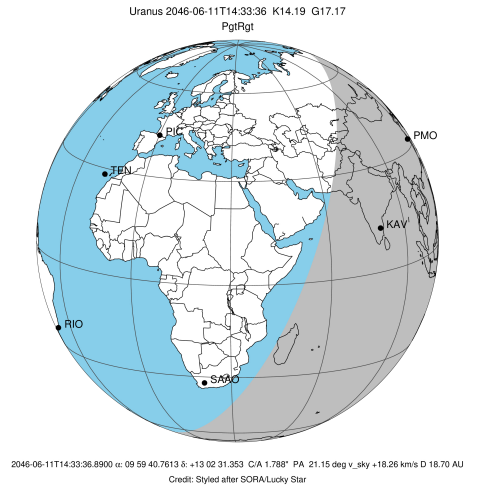 Uranus 2046-06-11T14:33:36  K14.19  G17.17
PgtRgt
PIC
PMO
TEN
KAV
RIO
SAAO
2046-06-11T14:33:36.8900 α: 09 59 40.7613 δ: +13 02 31.353  C/A 1.788"  PA  21.15 deg v_sky +18.26 km/s D 18.70 AU
Credit: Styled after SORA/Lucky Star